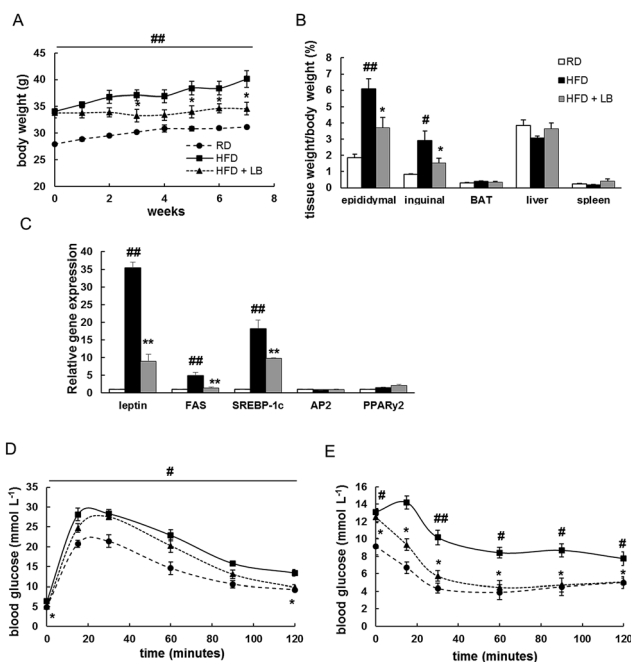 A
##
body weight (g)
45
40
35
30
25
20
* * * *
RD
HFD
HFD + LB
0 2 4 6 8
weeks
B
tissue weight/body weight (%)
8
7
6
5
4
3
2
1
0
##
*
#
*
RD
HFD
HFD + LB
epididymal inguinal BAT liver spleen
C
Relative gene expression
40
35
30
25
20
15
10
5
0
##
**
##
**
##
**
leptin FAS SREBP-1c AP2 PPARγ2
D
#
blood glucose (mmol L⁻¹)
35
30
25
20
15
10
5
0
* *
0 20 40 60 80 100 120
time (minutes)
E
blood glucose (mmol L⁻¹)
16
14
12
10
8
6
4
2
0
# ## # # #
* * * * * *
0 20 40 60 80 100 120
time (minutes)